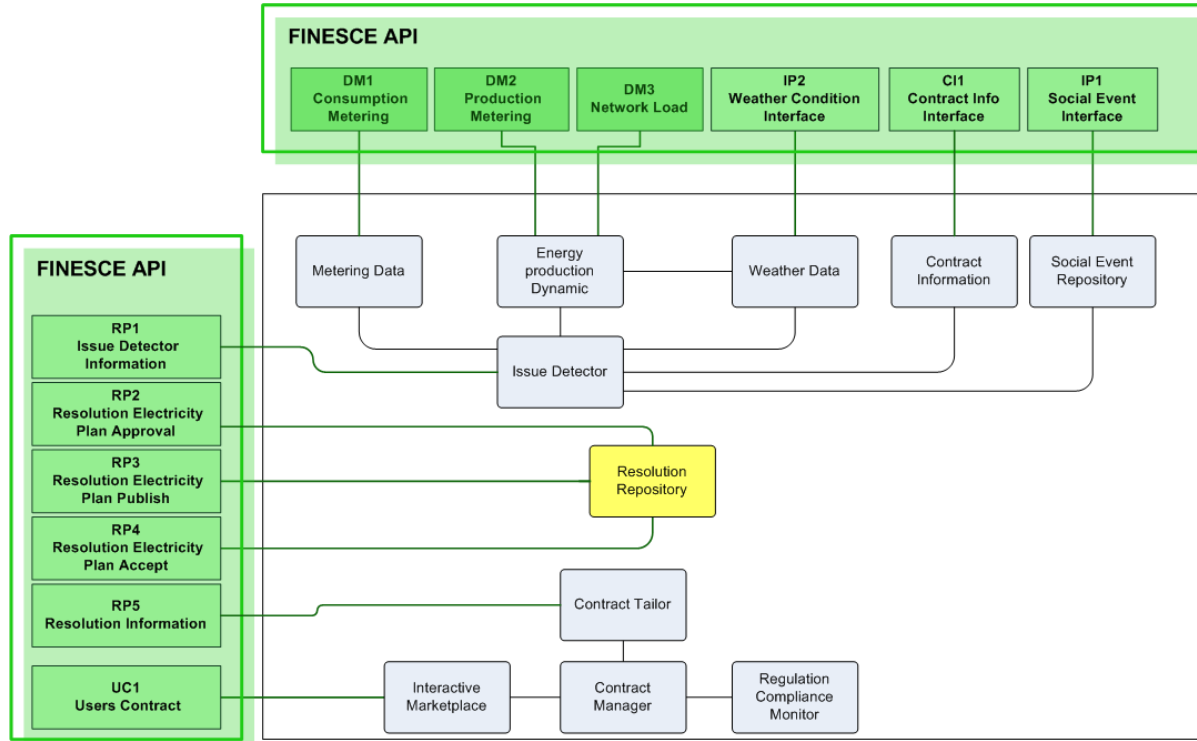 FINESCE API
DM1
Consumption
Metering
DM2
Production
Metering
DM3
Network Load
IP2
Weather Condition
Interface
CI1
Contract Info
Interface
IP1
Social Event
Interface
Metering Data
Energy
production
Dynamic
Weather Data
Contract
Information
Social Event
Repository
FINESCE API
RP1
Issue Detector
Information
Issue Detector
RP2
Resolution Electricity
Plan Approval
RP3
Resolution Electricity
Plan Publish
Resolution
Repository
RP4
Resolution Electricity
Plan Accept
RP5
Resolution Information
Contract Tailor
UC1
Users Contract
Interactive
Marketplace
Contract
Manager
Regulation
Compliance
Monitor